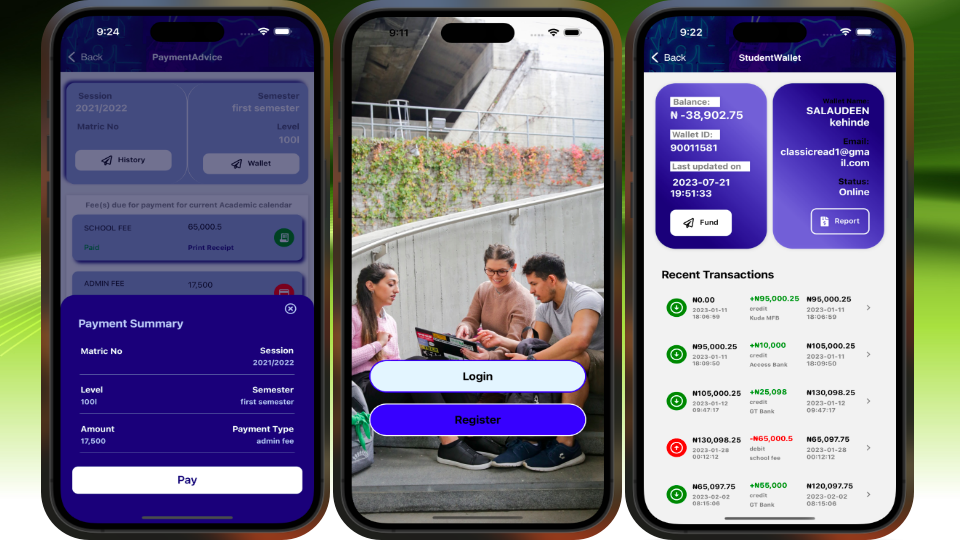 9:24
Back
PaymentAdvice
Session
2021/2022
Semester
first semester
Matric No
Level
100l
History
Wallet
Fee(s) due for payment for current Academic calendar
SCHOOL FEE
65,000.5
Paid
Print Receipt
ADMIN FEE
17,500
Payment Summary
Matric No
Session
2021/2022
Level
100l
Semester
first semester
Amount
17,500
Payment Type
admin fee
Pay
9:11
Login
Register
9:22
Back
StudentWallet
Balance:
₦ -38,902.75
Wallet ID:
90011581
Last updated on
2023-07-21
19:51:33
Fund
Wallet name:
SALAUDEEN
kehinde
Email:
classicread1@gma
il.com
Status:
Online
Report
Recent Transactions
₦0.00
2023-01-11
18:06:59
+₦95,000.25
credit
Kuda MFB
₦95,000.25
2023-01-11
18:06:59
₦95,000.25
2023-01-11
18:09:50
+₦10,000
credit
Access Bank
₦105,000.25
2023-01-11
18:09:50
₦105,000.25
2023-01-12
09:47:17
+₦25,098
credit
GT Bank
₦130,098.25
2023-01-12
09:47:17
₦130,098.25
2023-01-28
00:12:12
-₦65,000.5
debit
school fee
₦65,097.75
2023-01-28
00:12:12
₦65,097.75
2023-02-02
08:15:06
+₦55,000
credit
GT Bank
₦120,097.75
2023-02-02
08:15:06